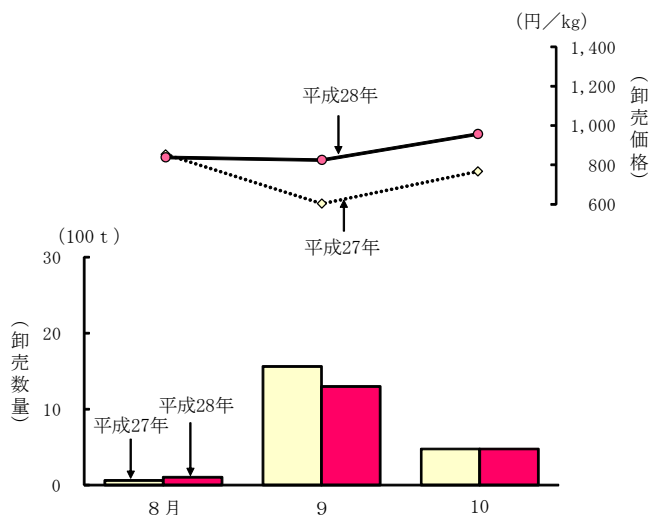 （円／kg）
1,400
1,200
1,000
800
600
（卸売価格）
平成28年
平成27年
（100ｔ）
30
20
10
0
（卸売数量）
平成27年
平成28年
８月
９
10